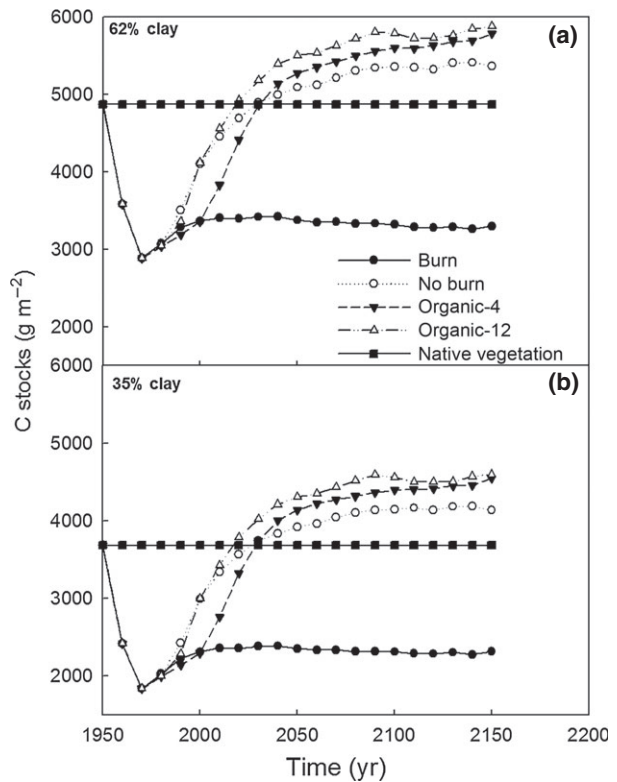 6000
62% clay
(a)
5000
4000
3000
2000
Burn
No burn
Organic-4
Organic-12
Native vegetation
C stocks (g m⁻²)
6000
35% clay
(b)
5000
4000
3000
2000
1950 2000 2050 2100 2150 2200
Time (yr)